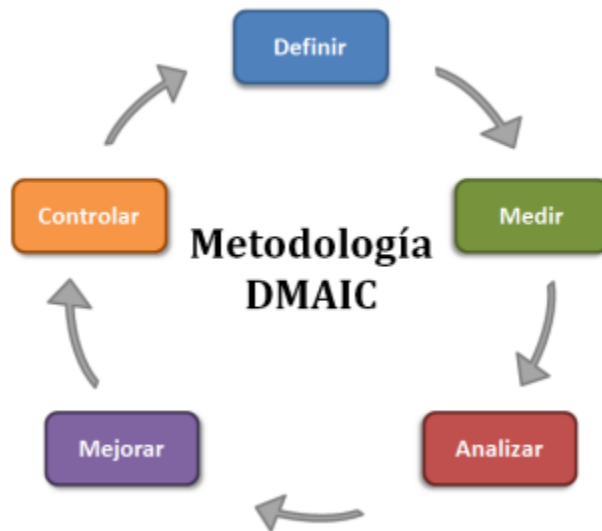 Definir
Controlar
Medir
Metodología
DMAIC
Mejorar
Analizar